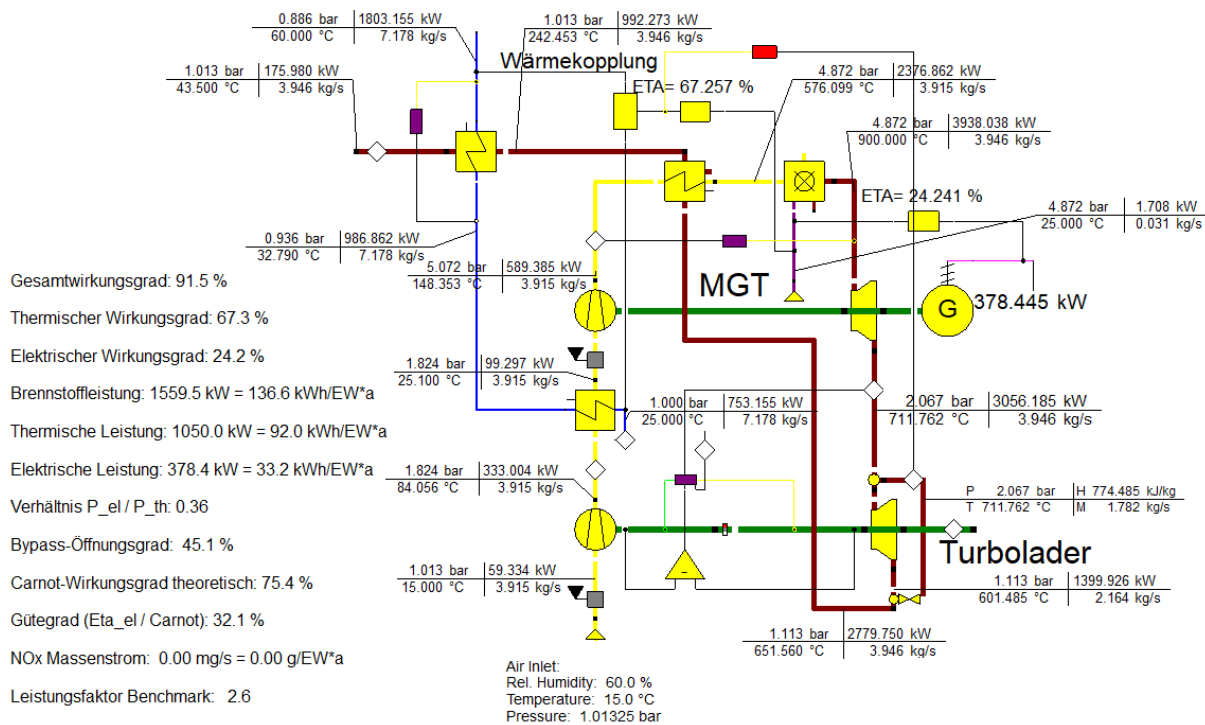 0.886 bar 1803.155 kW
60.000 °C 7.178 kg/s
1.013 bar 992.273 kW
242.453 °C 3.946 kg/s
Wärmekopplung
1.013 bar 175.980 kW
43.500 °C 3.946 kg/s
ETA= 67.257 %
4.872 bar 2376.862 kW
576.099 °C 3.915 kg/s
4.872 bar 3938.038 kW
900.000 °C 3.946 kg/s
ETA= 24.241 %
4.872 bar 1.708 kW
25.000 °C 0.031 kg/s
0.936 bar 986.862 kW
32.790 °C 7.178 kg/s
5.072 bar 589.385 kW
148.353 °C 3.915 kg/s
MGT
G
378.445 kW
Gesamtwirkungsgrad: 91.5 %
Thermischer Wirkungsgrad: 67.3 %
Elektrischer Wirkungsgrad: 24.2 %
Brennstoffleistung: 1559.5 kW = 136.6 kWh/EW*a
Thermische Leistung: 1050.0 kW = 92.0 kWh/EW*a
Elektrische Leistung: 378.4 kW = 33.2 kWh/EW*a
Verhältnis P_el / P_th: 0.36
Bypass-Öffnungsgrad: 45.1 %
Carnot-Wirkungsgrad theoretisch: 75.4 %
Gütegrad (Eta_el / Carnot): 32.1 %
NOx Massenstrom: 0.00 mg/s = 0.00 g/EW*a
Leistungsfaktor Benchmark: 2.6
1.824 bar 99.297 kW
25.100 °C 3.915 kg/s
1.000 bar 753.155 kW
25.000 °C 7.178 kg/s
2.067 bar 3056.185 kW
711.762 °C 3.946 kg/s
1.824 bar 333.004 kW
84.056 °C 3.915 kg/s
P 2.067 bar H 774.485 kJ/kg
T 711.762 °C M 1.782 kg/s
Turbolader
1.013 bar 59.334 kW
15.000 °C 3.915 kg/s
1.113 bar 1399.926 kW
601.485 °C 2.164 kg/s
1.113 bar 2779.750 kW
651.560 °C 3.946 kg/s
Air Inlet:
Rel. Humidity: 60.0 %
Temperature: 15.0 °C
Pressure: 1.01325 bar